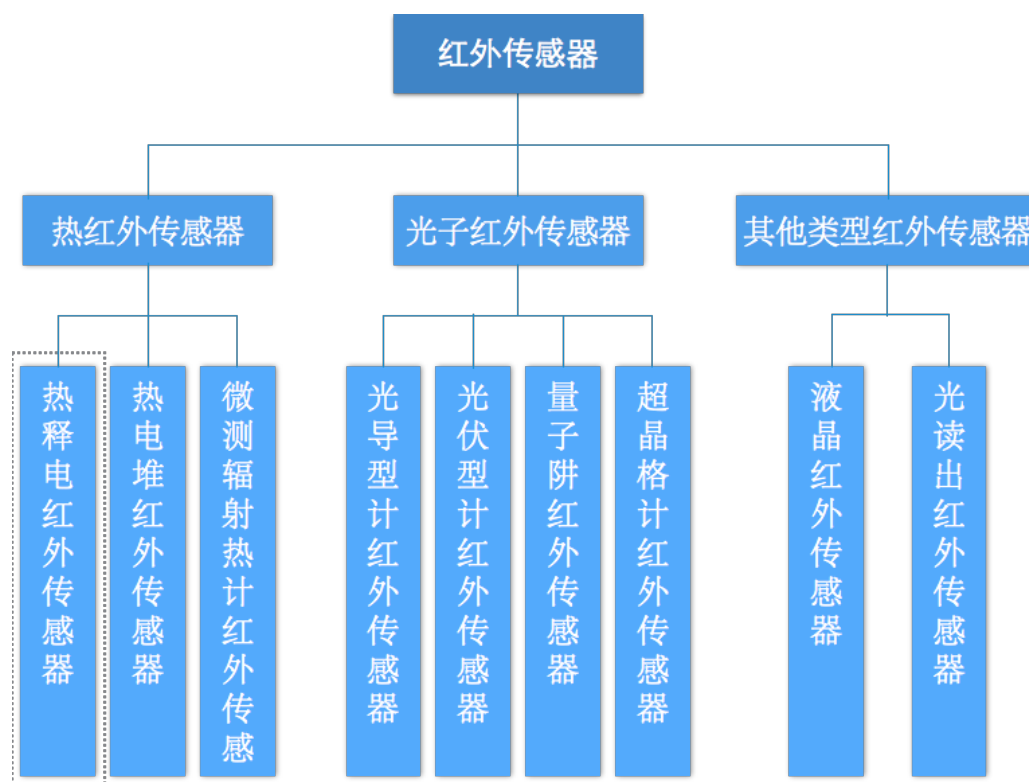 红外传感器
热红外传感器
光子红外传感器
其他类型红外传感器
热释电红外传感器
热电堆红外传感器
微测辐射热计红外传感
光导型计红外传感器
光伏型计红外传感器
量子阱红外传感器
超晶格计红外传感器
液晶红外传感器
光读出红外传感器